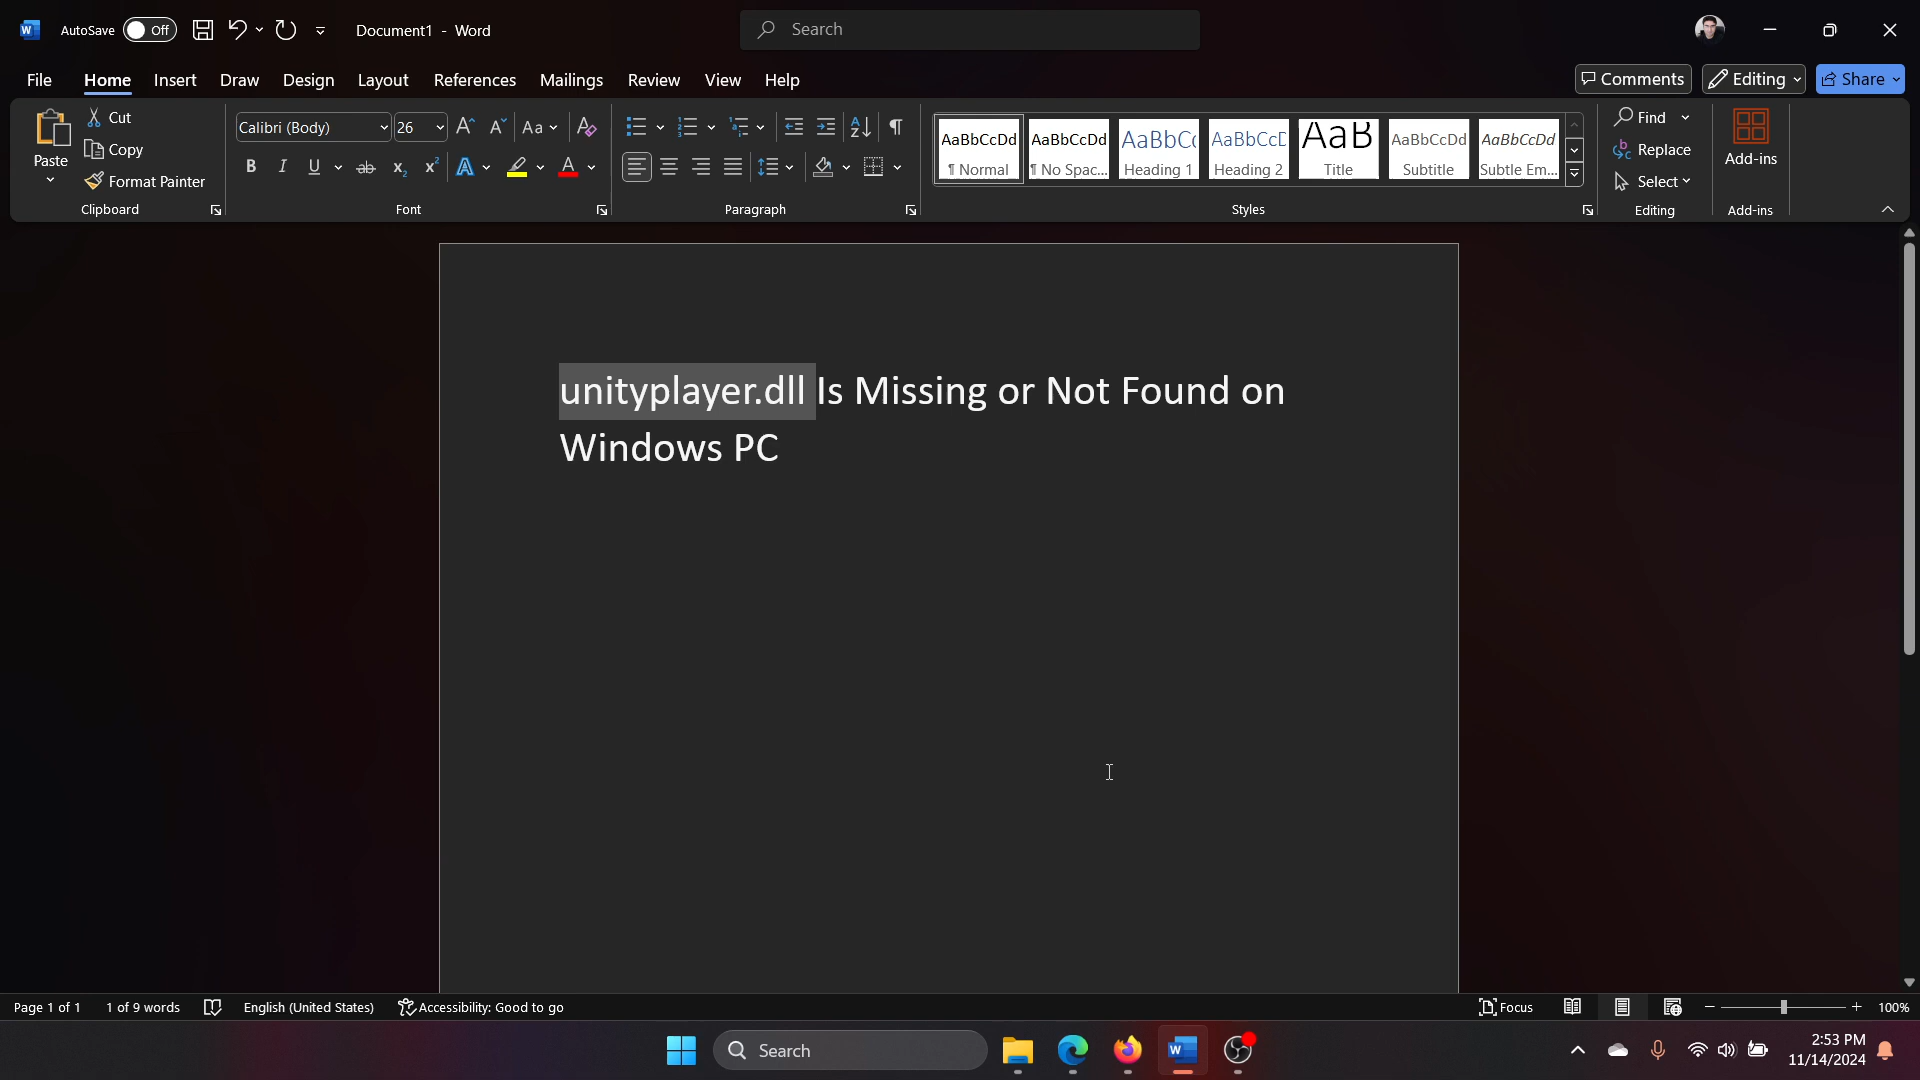 AutoSave Off Document1 - Word Search
File Home Insert Draw Design Layout References Mailings Review View Help Comments Editing Share
Paste Cut Copy Format Painter
Clipboard
Calibri (Body) 26
Font
Paragraph
AaBbCcDd AaBbCcDd AaBbCc AaBbCcD AaB AaBbCcDd AaBbCcDd
¶ Normal ¶ No Spac... Heading 1 Heading 2 Title Subtitle Subtle Em...
Styles
Find
Replace
Select
Editing
Add-ins
Add-ins
unityplayer.dll Is Missing or Not Found on
Windows PC
Page 1 of 1 1 of 9 words English (United States) Accessibility: Good to go Focus 100%
Search
2:53 PM
11/14/2024